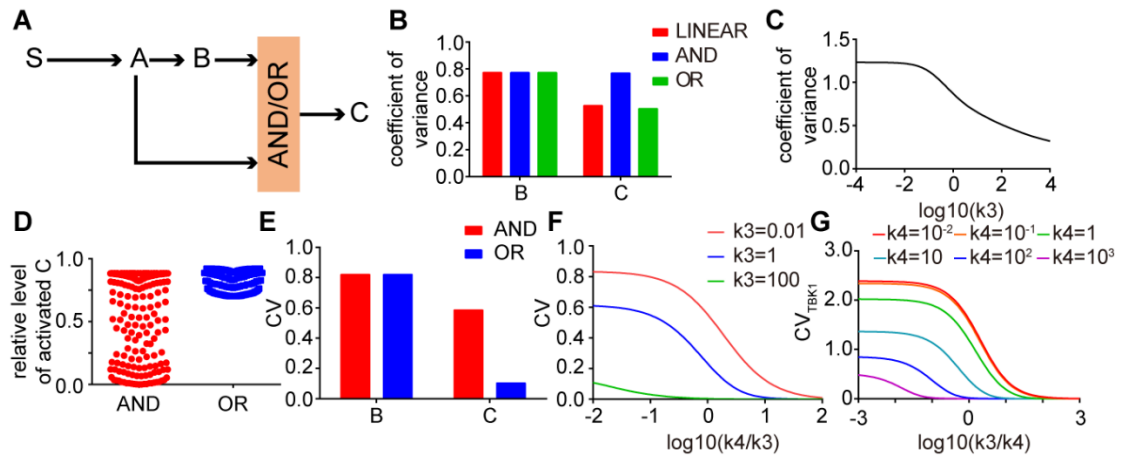 A
S
A
B
AND/OR
C
B
coefficient of
variance
1.0
0.8
0.6
0.4
0.2
0.0
B
C
LINEAR
AND
OR
C
coefficient of
variance
1.5
1.0
0.5
0.0
-4
-2
0
2
4
log10(k3)
D
relative level
of activated C
1.0
0.5
0.0
AND
OR
E
CV
1.0
0.8
0.6
0.4
0.2
0.0
B
C
AND
OR
F
CV
1.0
0.8
0.6
0.4
0.2
0.0
-2
-1
0
1
2
log10(k4/k3)
k3=0.01
k3=1
k3=100
G
k4=10⁻² k4=10⁻¹ k4=1
k4=10 k4=10² k4=10³
CV_TBK1
3.0
2.0
1.0
0.0
-3
0
3
log10(k3/k4)